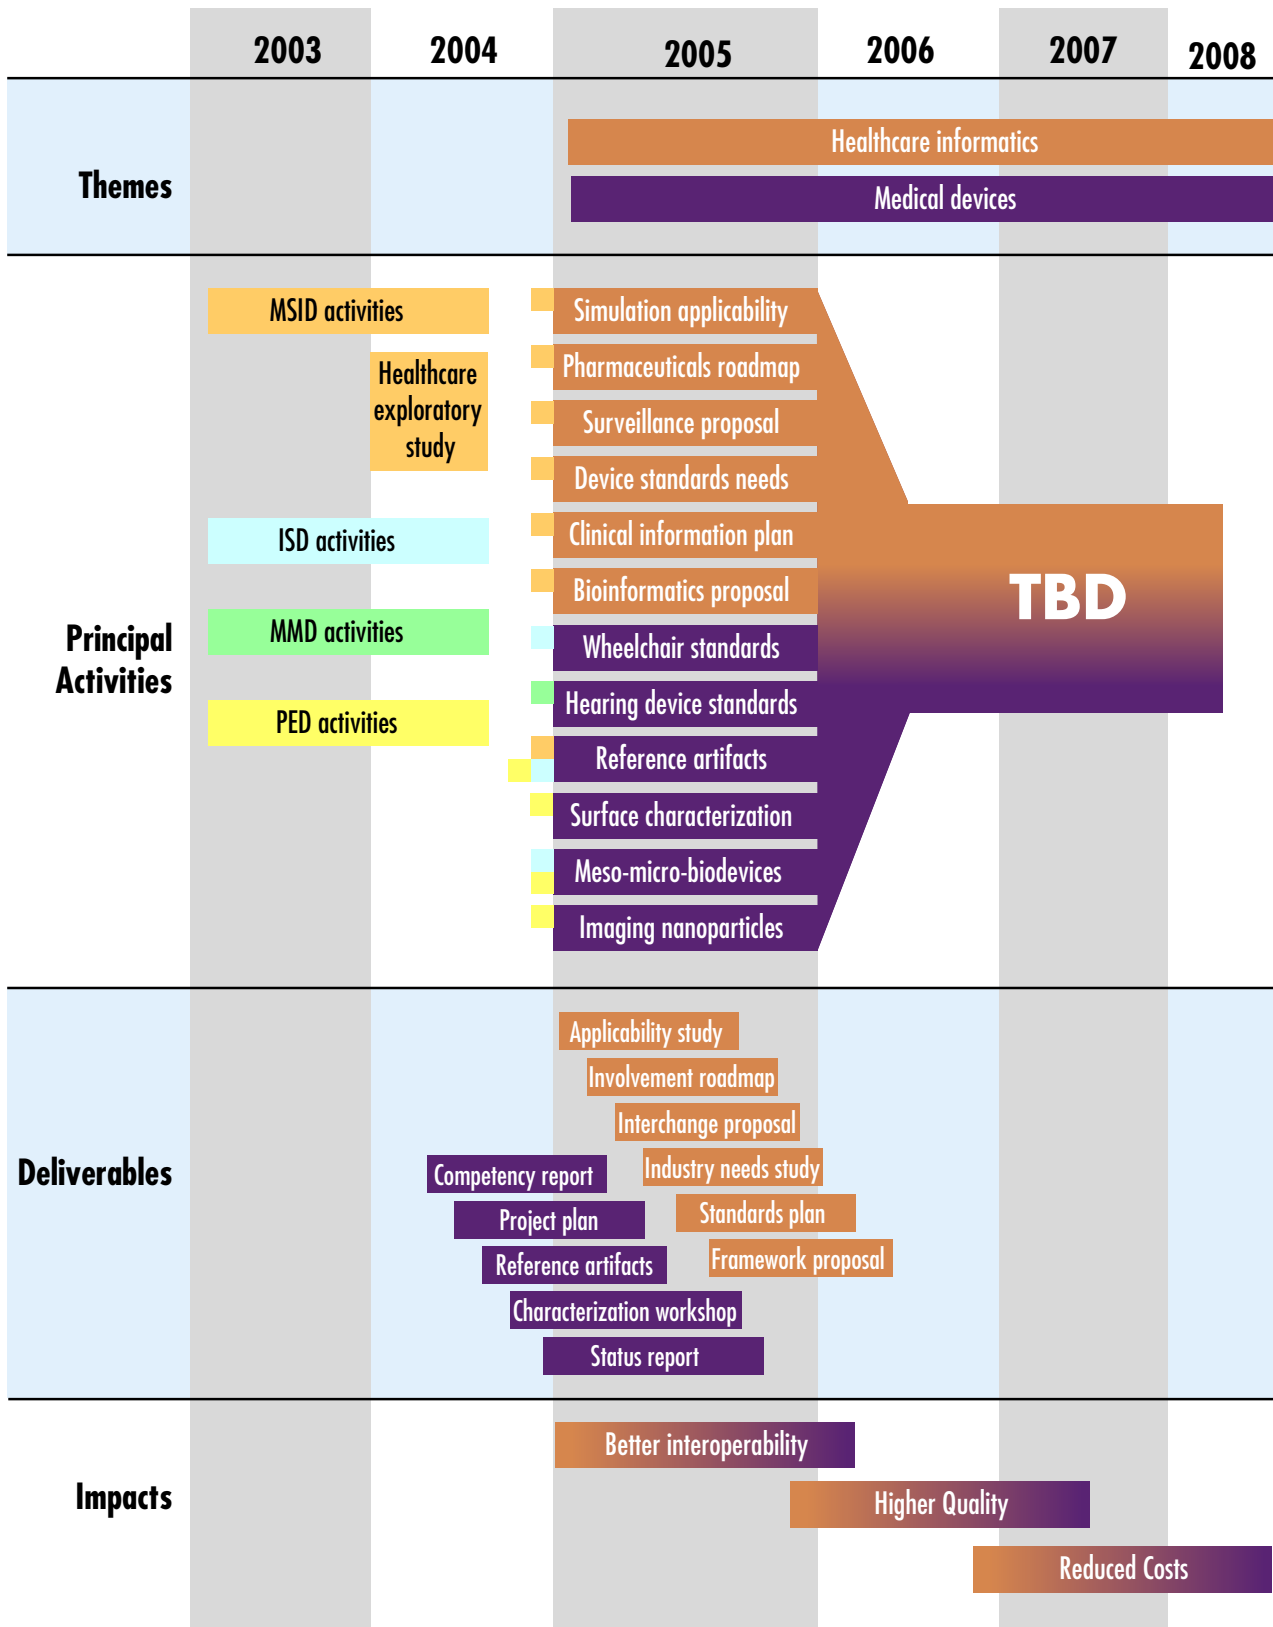 2003 2004 2005 2006 2007 2008
Themes
Healthcare informatics
Medical devices
Principal
Activities
MSID activities
Healthcare
exploratory
study
ISD activities
MMD activities
PED activities
Simulation applicability
Pharmaceuticals roadmap
Surveillance proposal
Device standards needs
Clinical information plan
Bioinformatics proposal
Wheelchair standards
Hearing device standards
Reference artifacts
Surface characterization
Meso-micro-biodevices
Imaging nanoparticles
TBD
Deliverables
Applicability study
Involvement roadmap
Interchange proposal
Industry needs study
Standards plan
Framework proposal
Competency report
Project plan
Reference artifacts
Characterization workshop
Status report
Impacts
Better interoperability
Higher Quality
Reduced Costs